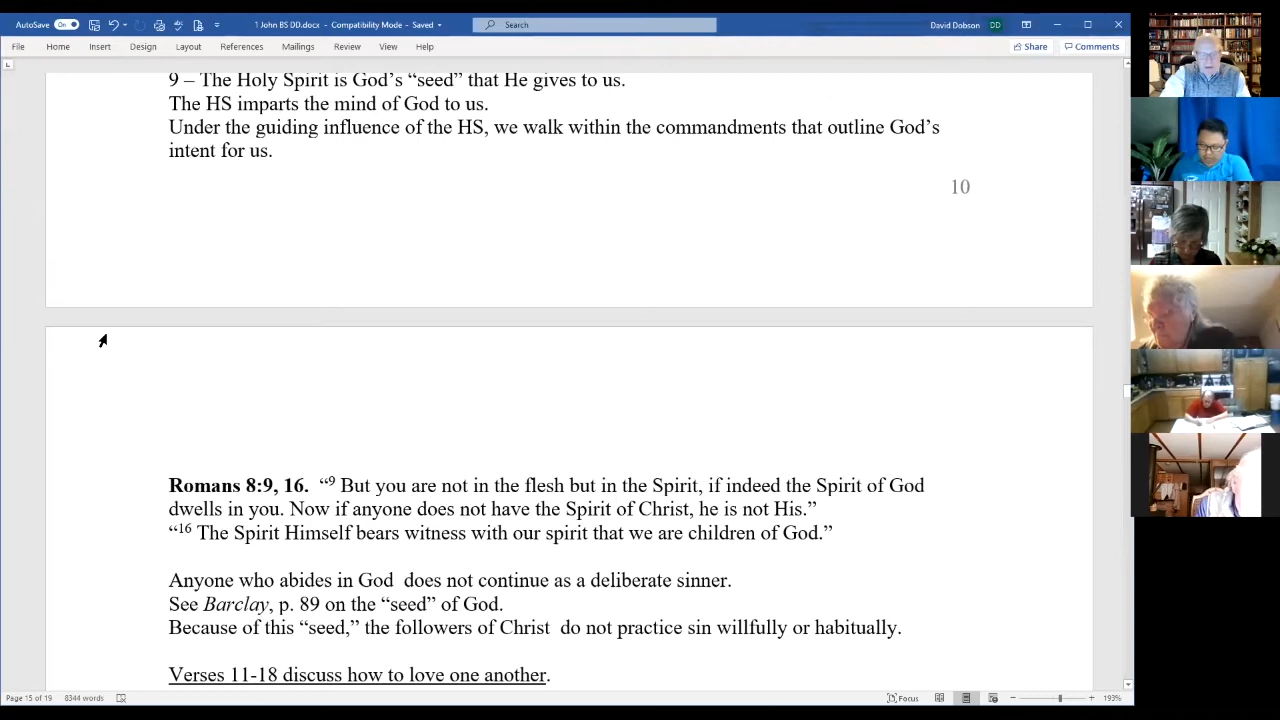 AutoSave On 1 John BS DD.docx - Compatibility Mode - Saved Search David Dobson DD
File Home Insert Design Layout References Mailings Review View Help Share Comments
9 – The Holy Spirit is God’s “seed” that He gives to us.
The HS imparts the mind of God to us.
Under the guiding influence of the HS, we walk within the commandments that outline God’s
intent for us.
10
Romans 8:9, 16. “9 But you are not in the flesh but in the Spirit, if indeed the Spirit of God
dwells in you. Now if anyone does not have the Spirit of Christ, he is not His.”
“16 The Spirit Himself bears witness with our spirit that we are children of God.”
Anyone who abides in God does not continue as a deliberate sinner.
See Barclay, p. 89 on the “seed” of God.
Because of this “seed,” the followers of Christ do not practice sin willfully or habitually.
Verses 11-18 discuss how to love one another.
Page 15 of 19 8344 words Focus 193%